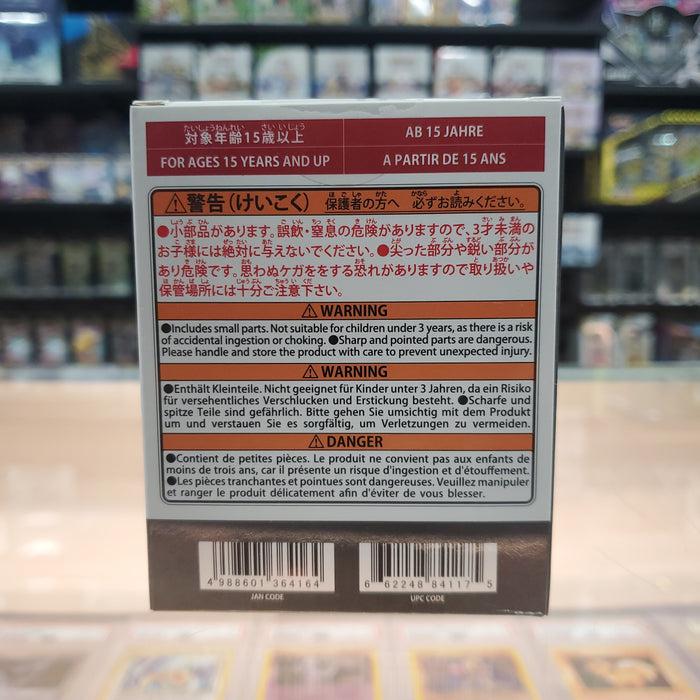 対象年齢15歳以上
AB 15 JAHRE
FOR AGES 15 YEARS AND UP
A PARTIR DE 15 ANS
⚠警告(けいこく) 保護者の方へ 必ずお読みください。
●小部品があります。誤飲・窒息の危険がありますので、3才未満の
お子様には絶対に与えないでください。●尖った部分や鋭い部分が
あり危険です。思わぬケガををする恐れがありますので取り扱いや
保管場所には十分ご注意下さい。
⚠WARNING
●Includes small parts. Not suitable for children under 3 years, as there is a risk
of accidental ingestion or choking. ●Sharp and pointed parts are dangerous.
Please handle and store the product with care to prevent unexpected injury.
⚠WARNING
●Enthält Kleinteile. Nicht geeignet für Kinder unter 3 Jahren, da ein Risiko
für versehentliches Verschlucken und Erstickung besteht. ●Scharfe und
spitze Teile sind gefährlich. Bitte gehen Sie umsichtig mit dem Produkt
um und verstauen Sie es sorgfältig, um Verletzungen zu vermeiden.
⚠DANGER
●Contient de petites pièces. Le produit ne convient pas aux enfants de
moins de trois ans, car il présente un risque d'ingestion et d'étouffement.
●Les pièces tranchantes et pointues sont dangereuses. Veuillez manipuler
et ranger le produit délicatement afin d'éviter de vous blesser.
4 988601 364164
JAN CODE
6 62248 84117 5
UPC CODE